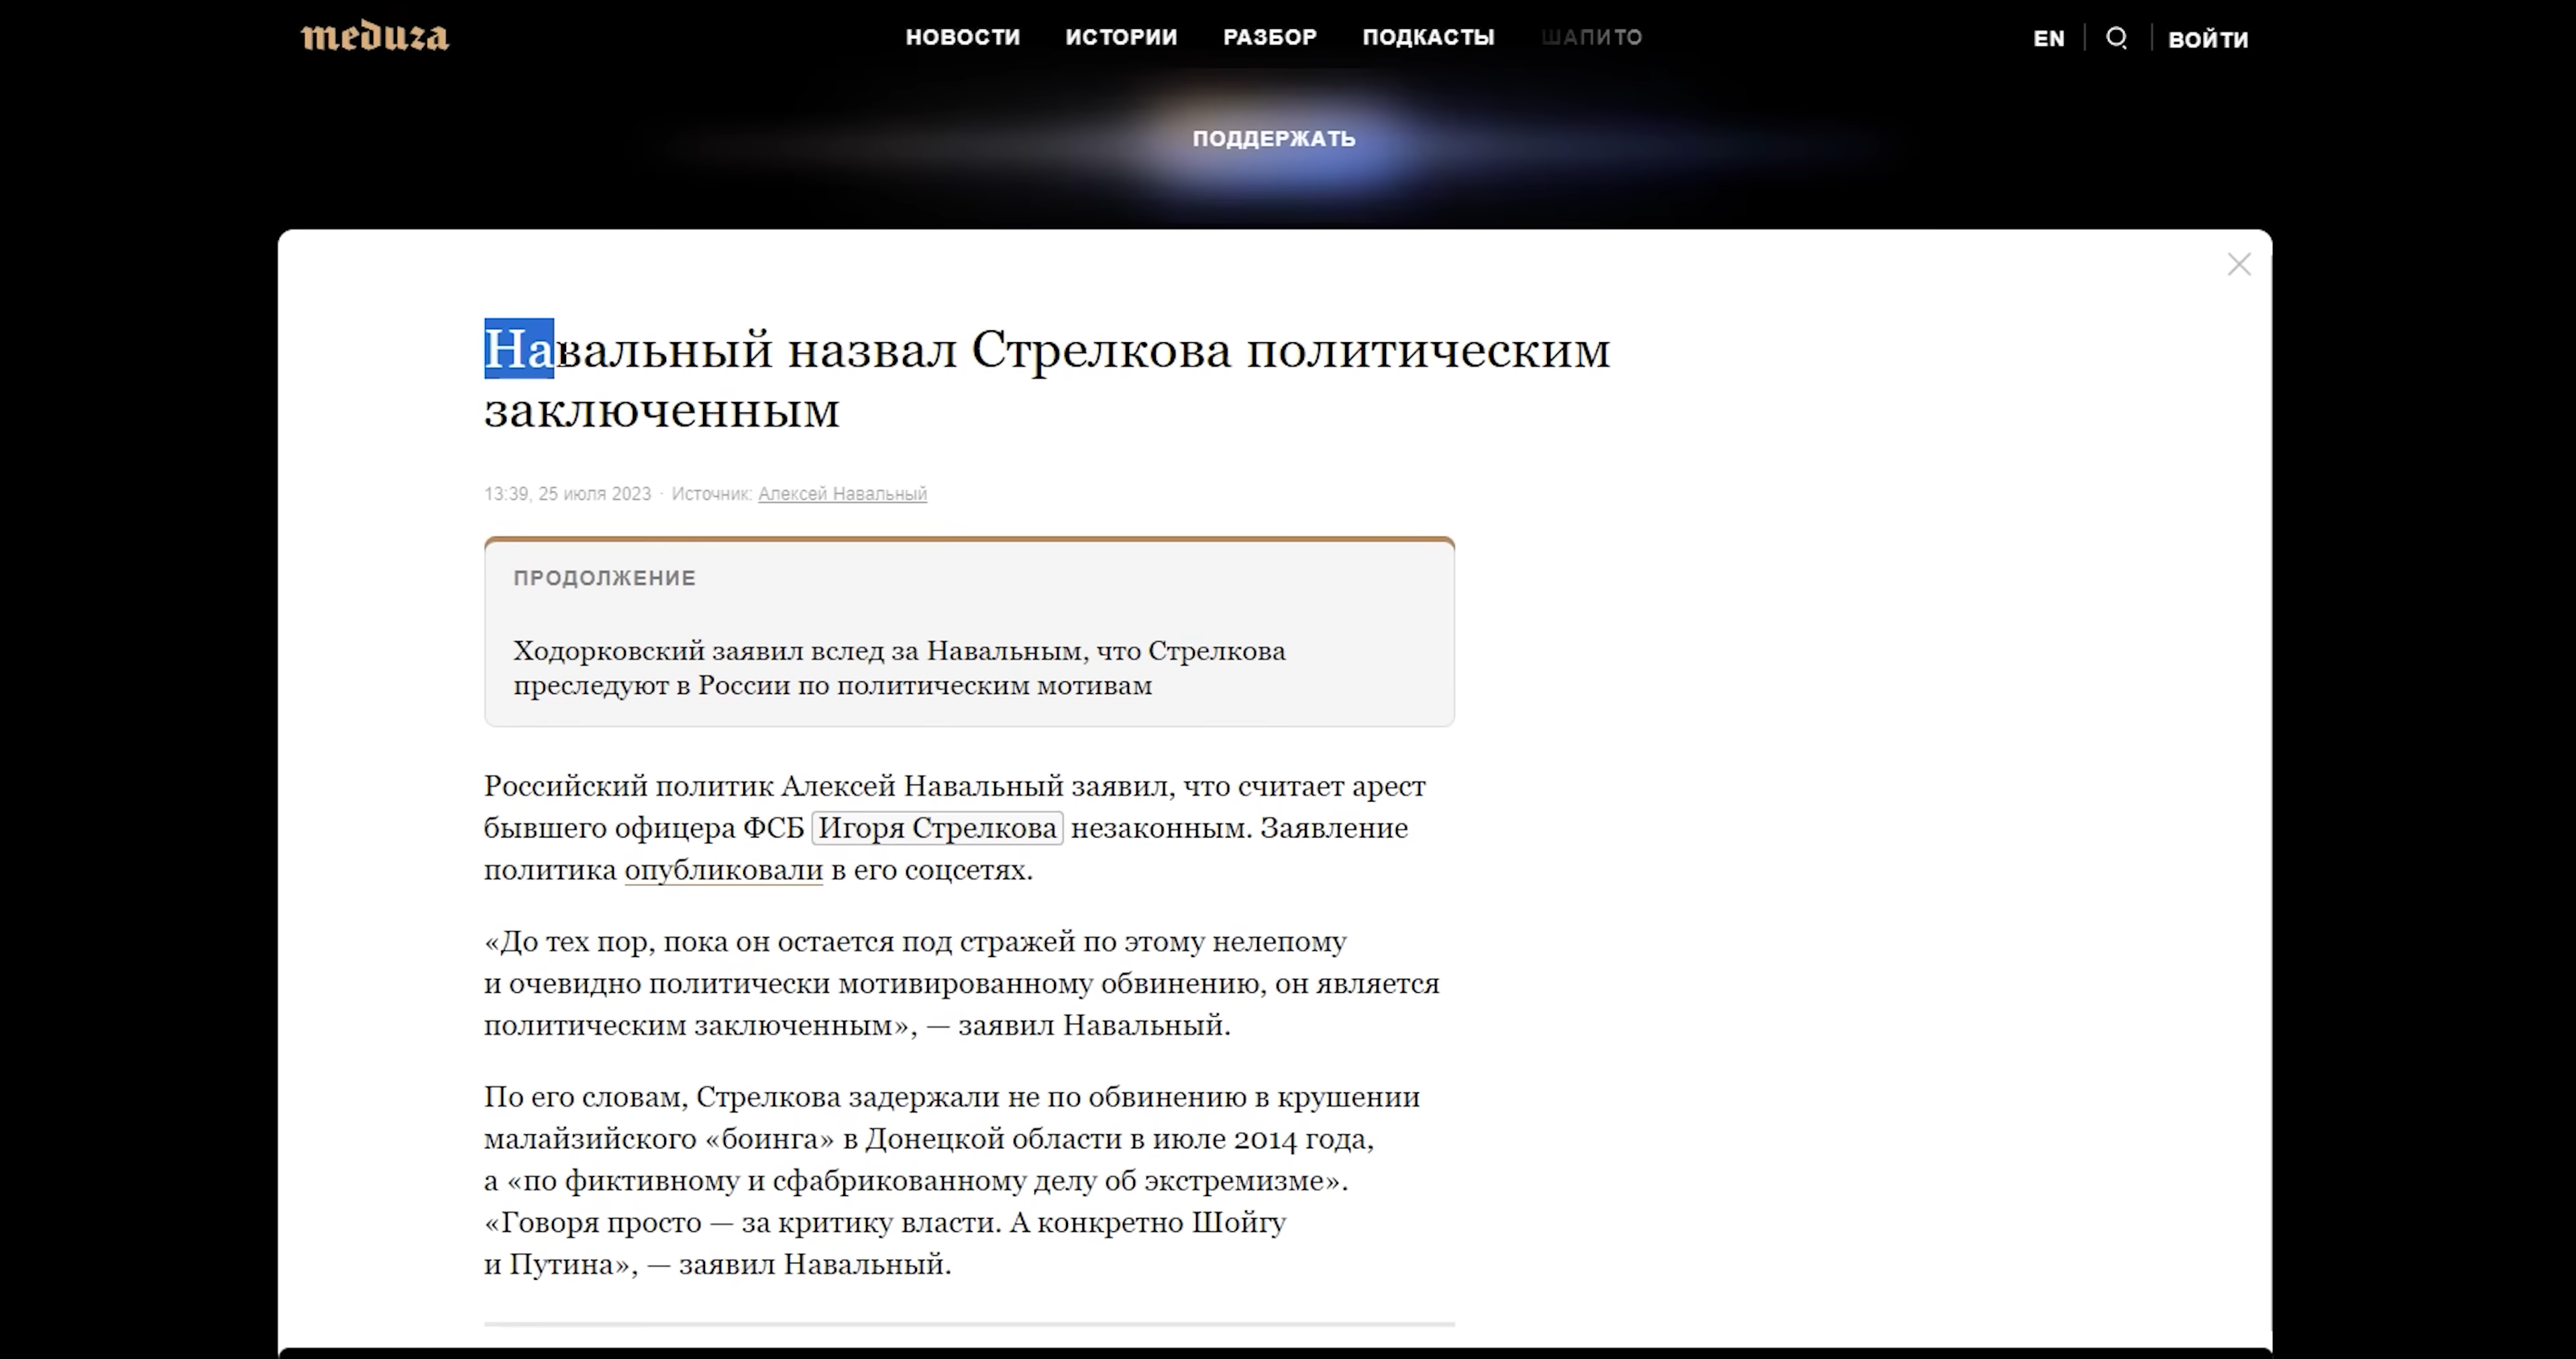 meduza
НОВОСТИ ИСТОРИИ РАЗБОР ПОДКАСТЫ ШАПИТО
EN ВОЙТИ
ПОДДЕРЖАТЬ
Навальный назвал Стрелкова политическим
заключенным
13:39, 25 июля 2023 · Источник: Алексей Навальный
ПРОДОЛЖЕНИЕ
Ходорковский заявил вслед за Навальным, что Стрелкова
преследуют в России по политическим мотивам
Российский политик Алексей Навальный заявил, что считает арест
бывшего офицера ФСБ Игоря Стрелкова незаконным. Заявление
политика опубликовали в его соцсетях.
«До тех пор, пока он остается под стражей по этому нелепому
и очевидно политически мотивированному обвинению, он является
политическим заключенным», — заявил Навальный.
По его словам, Стрелкова задержали не по обвинению в крушении
малайзийского «боинга» в Донецкой области в июле 2014 года,
а «по фиктивному и сфабрикованному делу об экстремизме».
«Говоря просто — за критику власти. А конкретно Шойгу
и Путина», — заявил Навальный.